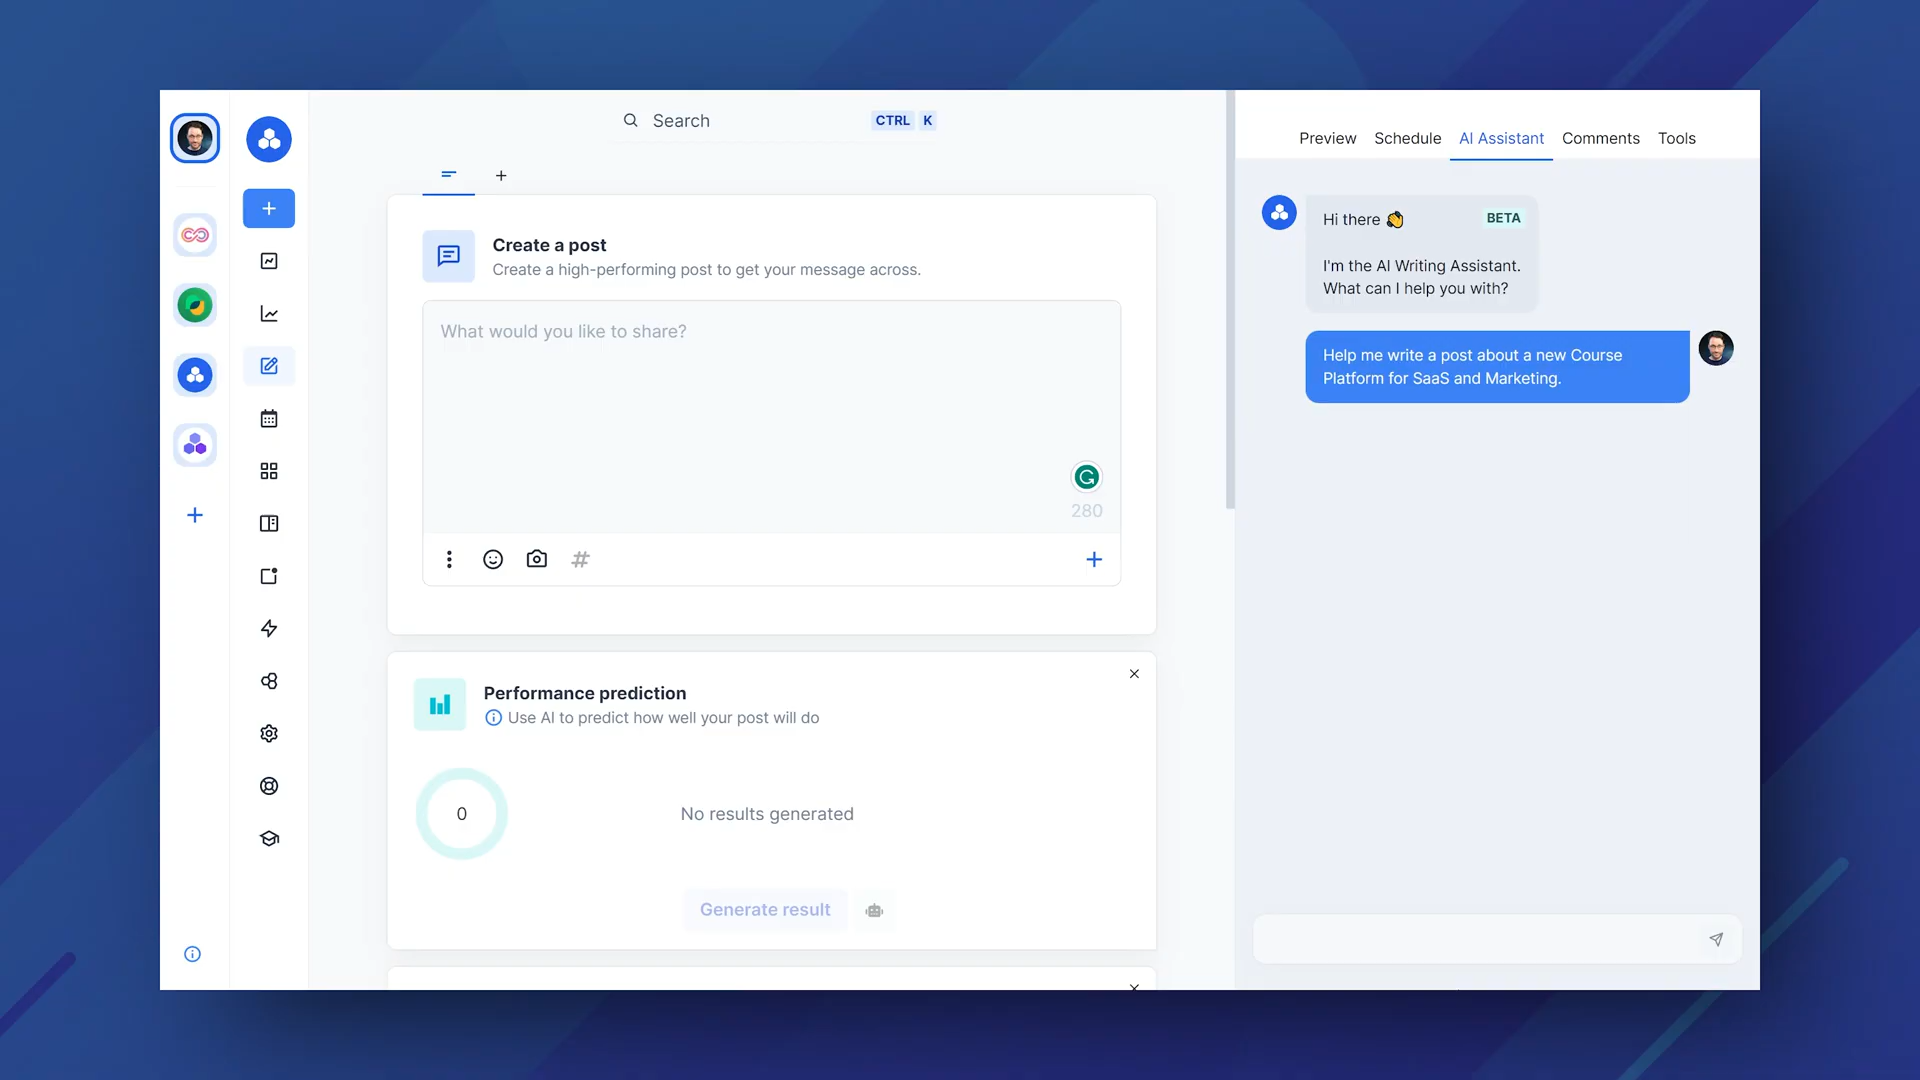 Search
CTRL K
Create a post
Create a high-performing post to get your message across.
What would you like to share?
280
Performance prediction
Use AI to predict how well your post will do
0
No results generated
Generate result
Preview Schedule AI Assistant Comments Tools
Hi there
BETA
I'm the AI Writing Assistant.
What can I help you with?
Help me write a post about a new Course
Platform for SaaS and Marketing.